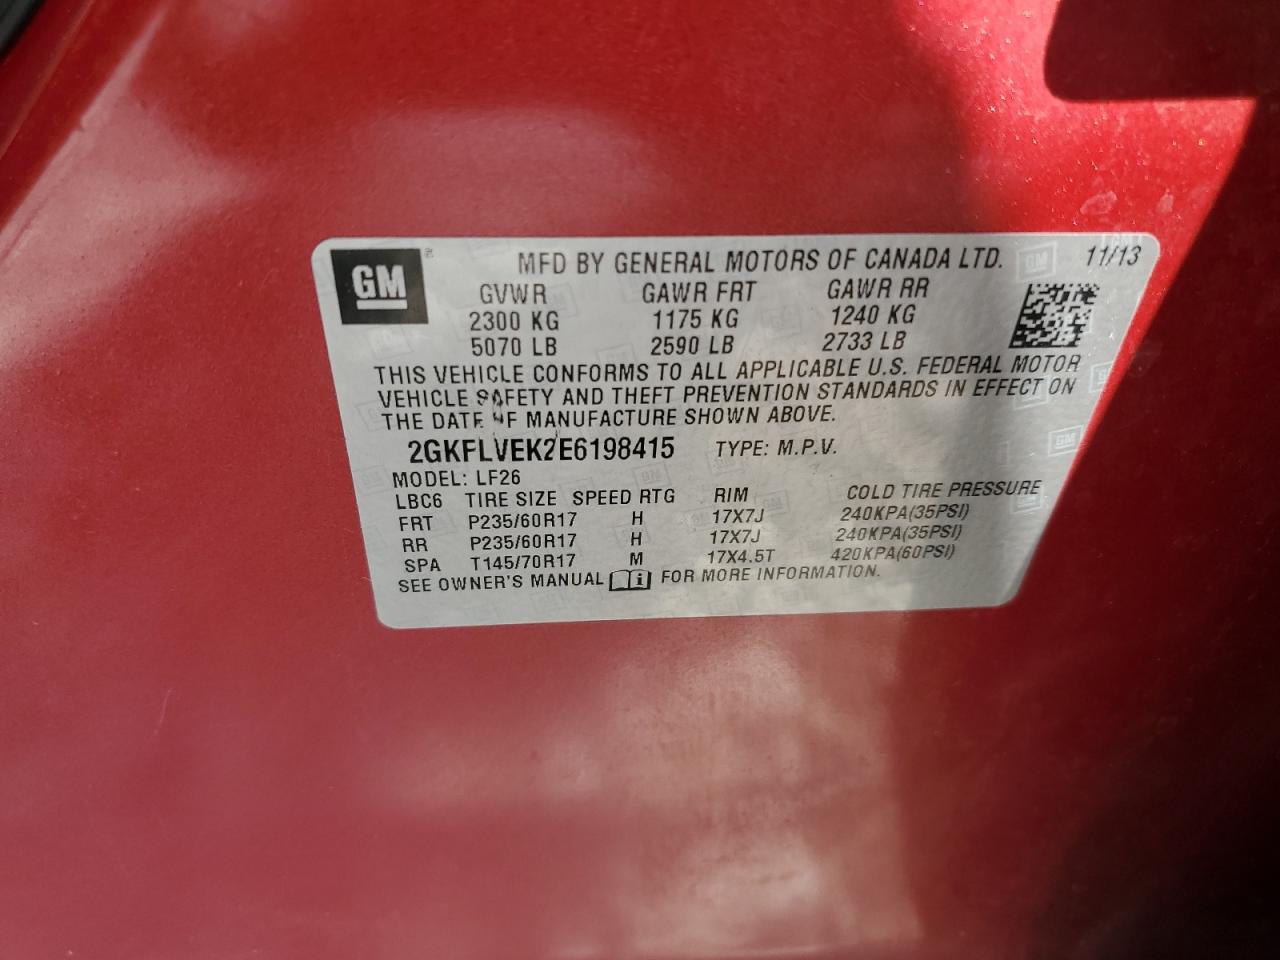 GM
MFD BY GENERAL MOTORS OF CANADA LTD. 11/13
GVWR GAWR FRT GAWR RR
2300 KG 1175 KG 1240 KG
5070 LB 2590 LB 2733 LB
THIS VEHICLE CONFORMS TO ALL APPLICABLE U.S. FEDERAL MOTOR
VEHICLE SAFETY AND THEFT PREVENTION STANDARDS IN EFFECT ON
THE DATE OF MANUFACTURE SHOWN ABOVE.
2GKFLVEK2E6198415 TYPE: M.P.V.
MODEL: LF26
LBC6 TIRE SIZE SPEED RTG RIM COLD TIRE PRESSURE
FRT P235/60R17 H 17X7J 240KPA(35PSI)
RR P235/60R17 H 17X7J 240KPA(35PSI)
SPA T145/70R17 M 17X4.5T 420KPA(60PSI)
SEE OWNER'S MANUAL i FOR MORE INFORMATION.